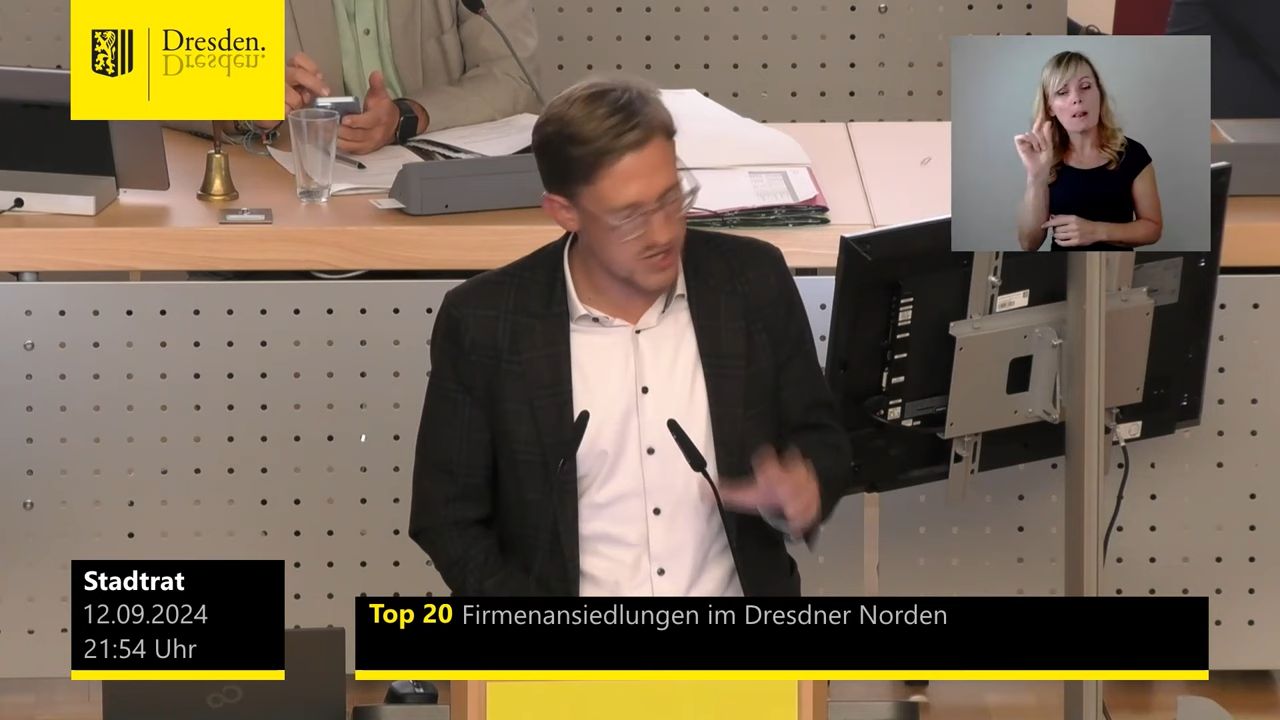 Dresden.
Dresden.
Stadtrat
12.09.2024
21:54 Uhr
Top 20 Firmenansiedlungen im Dresdner Norden